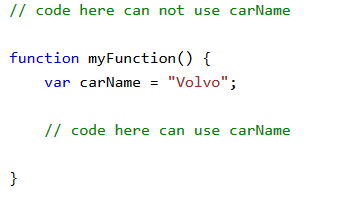 // code here can not use carName
function myFunction() {
    var carName = "Volvo";
    // code here can use carName
}